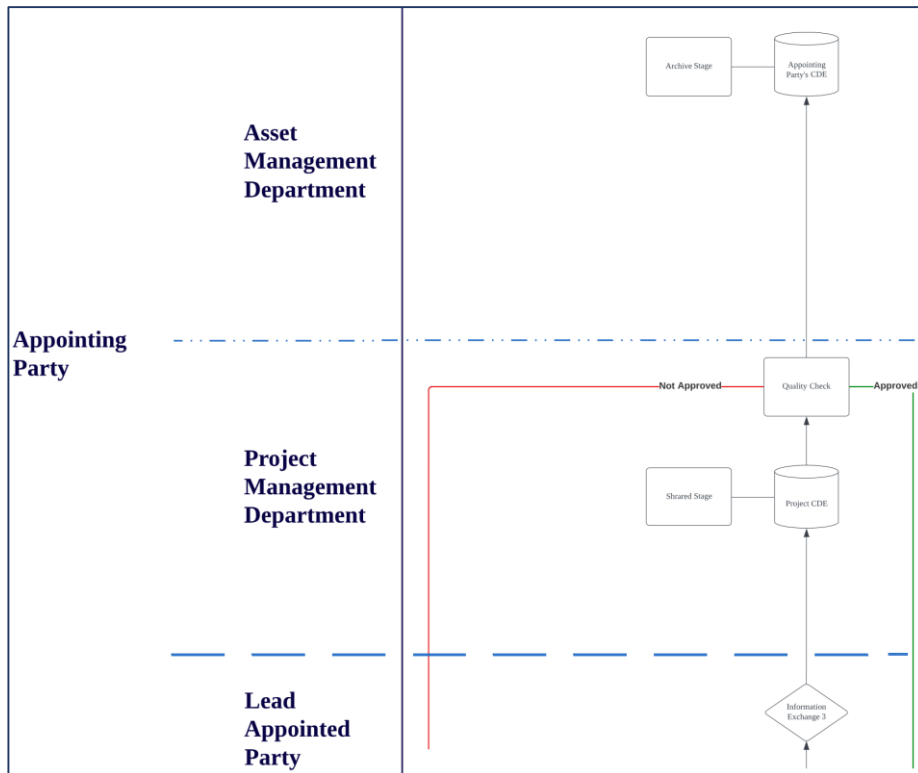 Archive Stage
Appointing
Party's CDE
Asset
Management
Department
Appointing
Party
Not Approved
Quality Check
Approved
Project
Management
Department
Shrared Stage
Project CDE
Lead
Appointed
Party
Information
Exchange 3